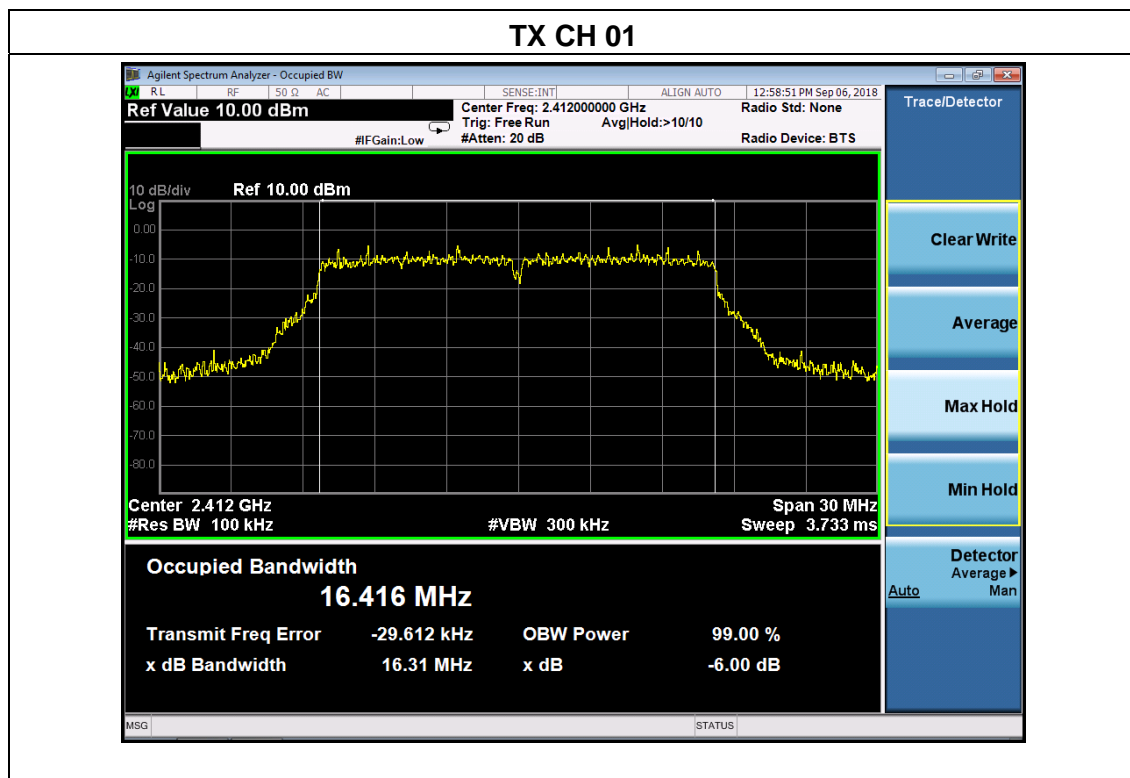 TX CH 01
Agilent Spectrum Analyzer - Occupied BW
LXI RL RF 50 Ω AC SENSE:INT ALIGN AUTO 12:58:51 PM Sep 06, 2018
Ref Value 10.00 dBm
Center Freq: 2.412000000 GHz
Radio Std: None
Trig: Free Run Avg|Hold:>10/10
#IFGain:Low
#Atten: 20 dB
Radio Device: BTS
10 dB/div Ref 10.00 dBm
Log
0.00
-10.0
-20.0
-30.0
-40.0
-50.0
-60.0
-70.0
-80.0
Center 2.412 GHz
Span 30 MHz
#Res BW 100 kHz
#VBW 300 kHz
Sweep 3.733 ms
Occupied Bandwidth
16.416 MHz
Transmit Freq Error -29.612 kHz OBW Power 99.00 %
x dB Bandwidth 16.31 MHz x dB -6.00 dB
MSG
STATUS
Trace/Detector
Clear Write
Average
Max Hold
Min Hold
Detector
Average
Auto Man